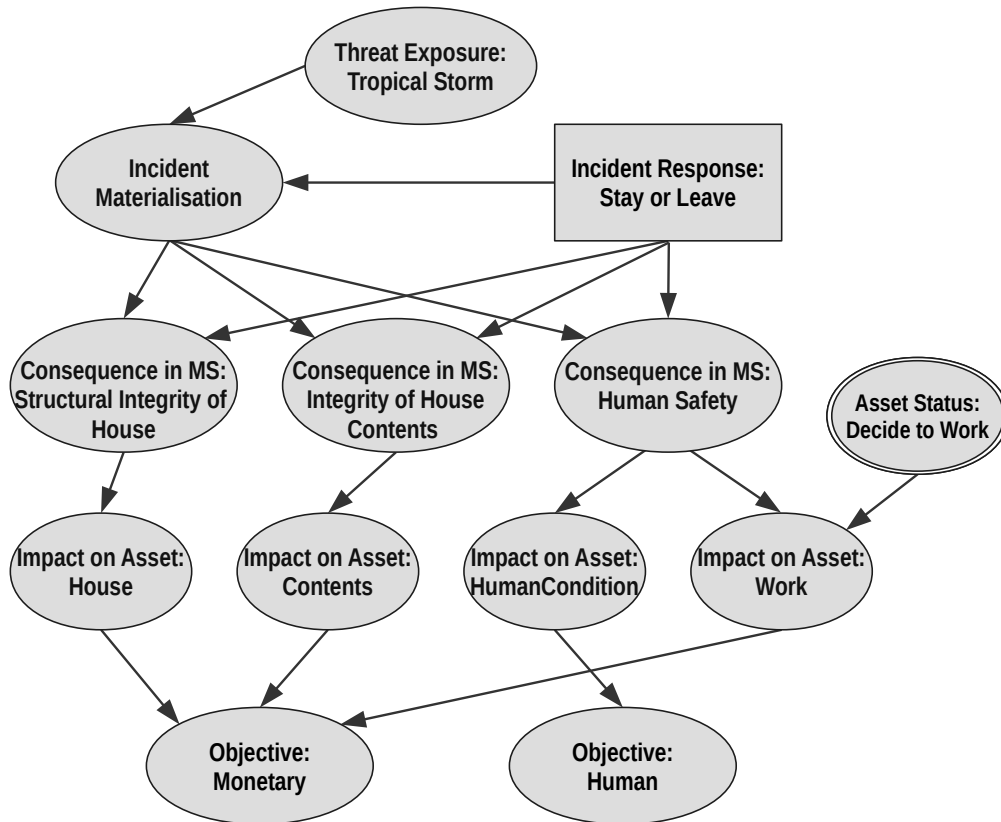 Threat Exposure:
Tropical Storm
Incident
Materialisation
Incident Response:
Stay or Leave
Consequence in MS:
Structural Integrity of
House
Consequence in MS:
Integrity of House
Contents
Consequence in MS:
Human Safety
Asset Status:
Decide to Work
Impact on Asset:
House
Impact on Asset:
Contents
Impact on Asset:
HumanCondition
Impact on Asset:
Work
Objective:
Monetary
Objective:
Human